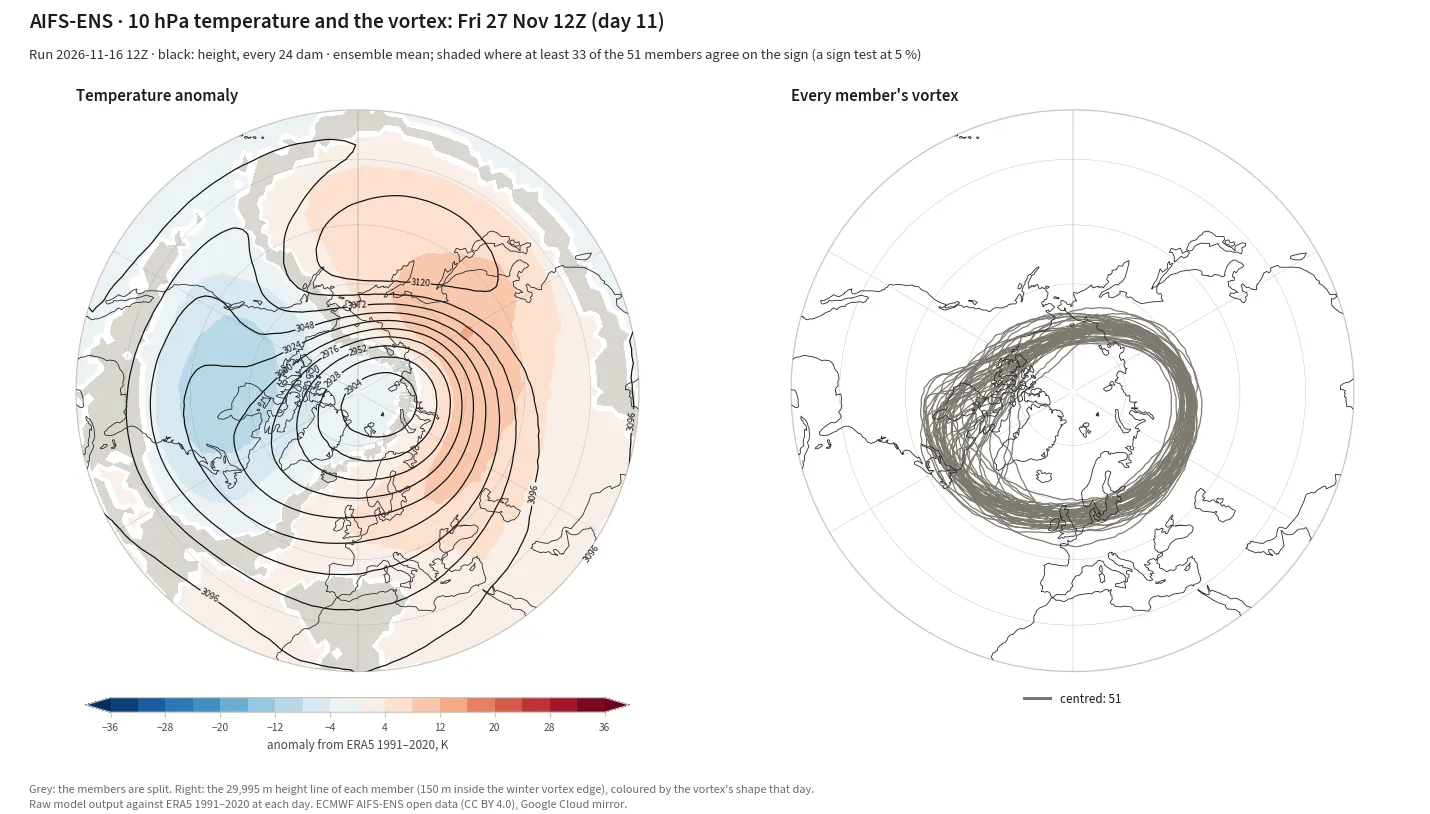 AIFS-ENS · 10 hPa temperature and the vortex: Fri 27 Nov 12Z (day 11)
Run 2026-11-16 12Z · black: height, every 24 dam · ensemble mean; shaded where at least 33 of the 51 members agree on the sign (a sign test at 5 %)
Temperature anomaly
Every member's vortex
3120
3072
3048
3024
2976
2952
2928
2904
3096
3096
3096
3096
−36 −28 −20 −12 −4 4 12 20 28 36
anomaly from ERA5 1991–2020, K
centred: 51
Grey: the members are split. Right: the 29,995 m height line of each member (150 m inside the winter vortex edge), coloured by the vortex's shape that day.
Raw model output against ERA5 1991–2020 at each day. ECMWF AIFS-ENS open data (CC BY 4.0), Google Cloud mirror.